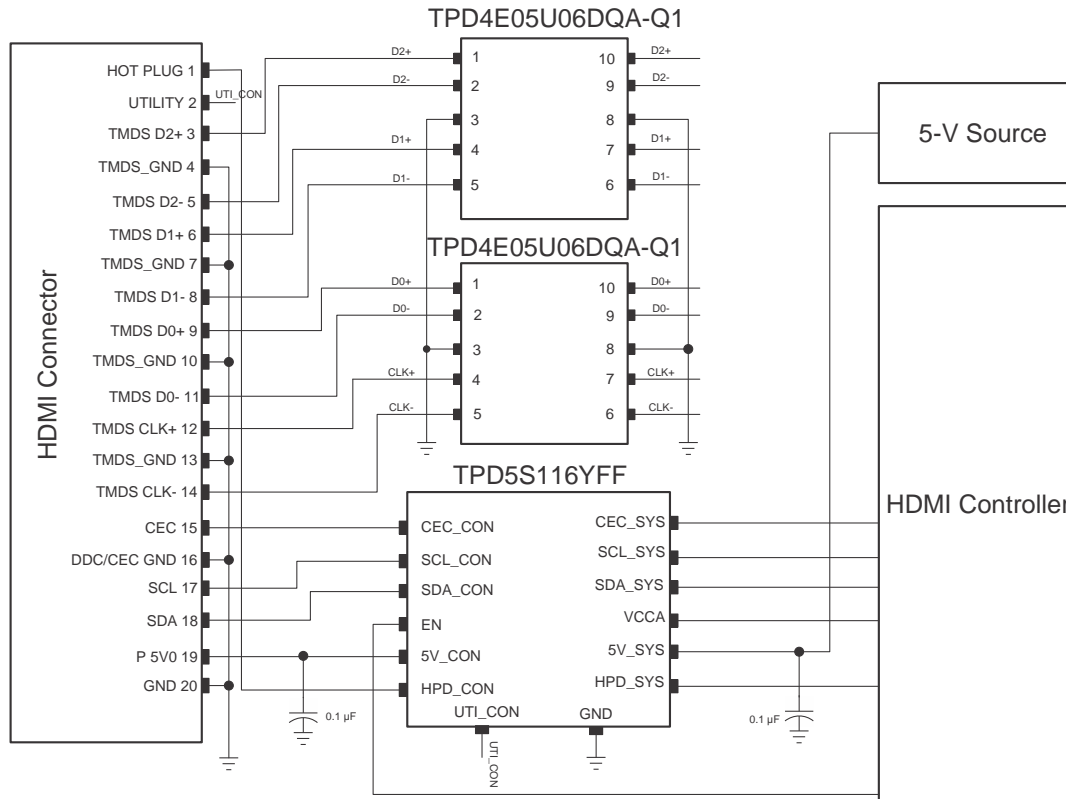 HDMI Connector
HOT PLUG 1
UTILITY 2
UTI_CON
TMDS D2+ 3
TMDS_GND 4
TMDS D2- 5
TMDS D1+ 6
TMDS_GND 7
TMDS D1- 8
TMDS D0+ 9
TMDS_GND 10
TMDS D0- 11
TMDS CLK+ 12
TMDS_GND 13
TMDS CLK- 14
CEC 15
DDC/CEC GND 16
SCL 17
SDA 18
P 5V0 19
GND 20
0.1 µF
TPD4E05U06DQA-Q1
D2+ 1 10 D2+
D2- 2 9 D2-
3 8
D1+ 4 7 D1+
D1- 5 6 D1-
TPD4E05U06DQA-Q1
D0+ 1 10 D0+
D0- 2 9 D0-
3 8
CLK+ 4 7 CLK+
CLK- 5 6 CLK-
TPD5S116YFF
CEC_CON CEC_SYS
SCL_CON SCL_SYS
SDA_CON SDA_SYS
EN VCCA
5V_CON 5V_SYS
HPD_CON HPD_SYS
UTI_CON GND
UTI_CON
0.1 µF
5-V Source
HDMI Controller